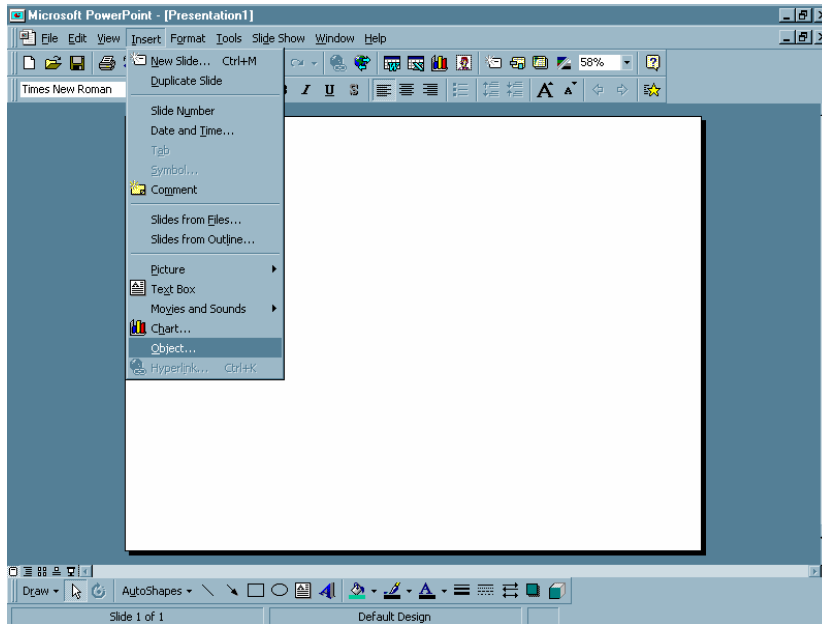 Microsoft PowerPoint - [Presentation1]
File Edit View Insert Format Tools Slide Show Window Help
New Slide... Ctrl+M
58%
Duplicate Slide
Times New Roman
I U S
A A
Slide Number
Date and Time...
Tab
Symbol...
Comment
Slides from Files...
Slides from Outline...
Picture
Text Box
Movies and Sounds
Chart...
Object...
Hyperlink... Ctrl+K
Draw AutoShapes
Slide 1 of 1 Default Design